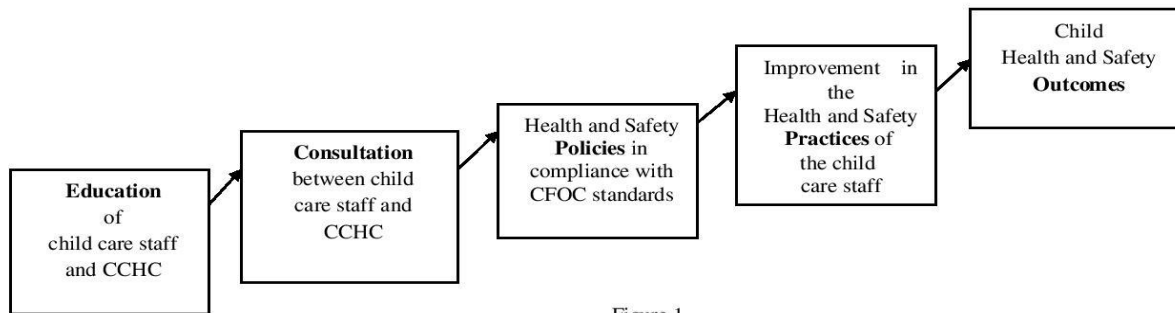 Education
of
child care staff
and CCHC
Consultation
between child
care staff and
CCHC
Health and Safety
Policies in
compliance with
CFOC standards
Improvement in
the
Health and Safety
Practices of
the child
care staff
Child
Health and Safety
Outcomes
Figure 1